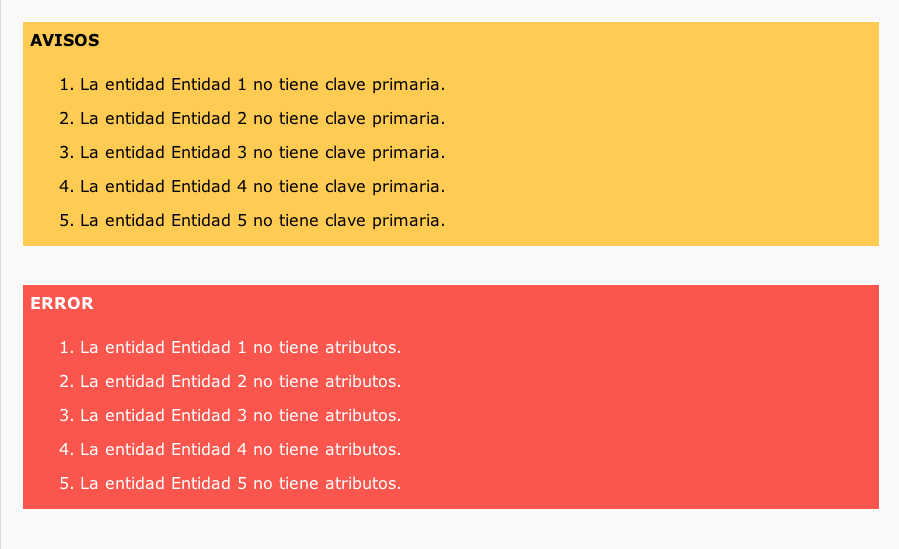 AVISOS
1. La entidad Entidad 1 no tiene clave primaria.
2. La entidad Entidad 2 no tiene clave primaria.
3. La entidad Entidad 3 no tiene clave primaria.
4. La entidad Entidad 4 no tiene clave primaria.
5. La entidad Entidad 5 no tiene clave primaria.
ERROR
1. La entidad Entidad 1 no tiene atributos.
2. La entidad Entidad 2 no tiene atributos.
3. La entidad Entidad 3 no tiene atributos.
4. La entidad Entidad 4 no tiene atributos.
5. La entidad Entidad 5 no tiene atributos.